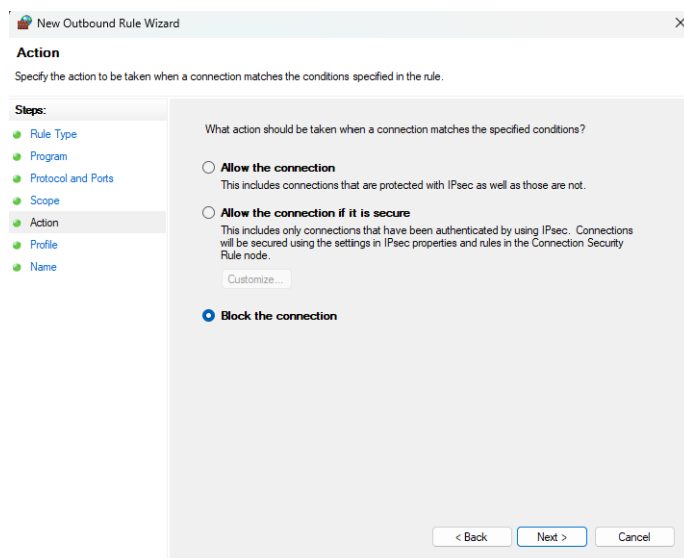 New Outbound Rule Wizard
Action
Specify the action to be taken when a connection matches the conditions specified in the rule.
Steps:
Rule Type
Program
Protocol and Ports
Scope
Action
Profile
Name
What action should be taken when a connection matches the specified conditions?
Allow the connection
This includes connections that are protected with IPsec as well as those are not.
Allow the connection if it is secure
This includes only connections that have been authenticated by using IPsec. Connections
will be secured using the settings in IPsec properties and rules in the Connection Security
Rule node.
Customize...
Block the connection
< Back Next > Cancel